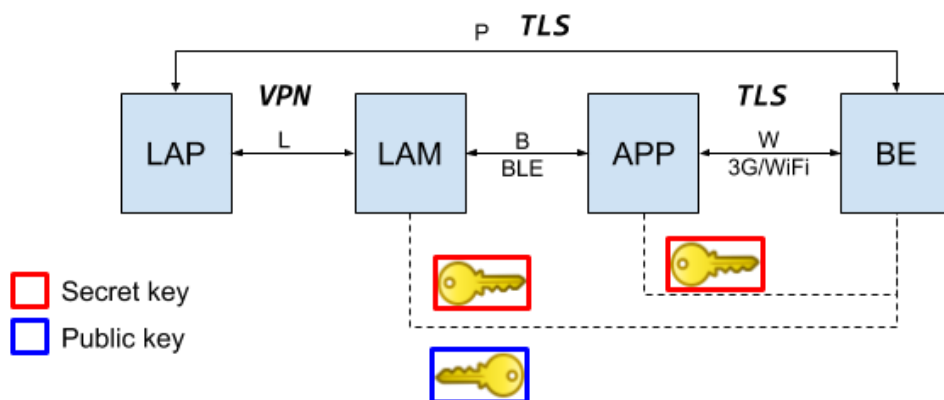 P TLS
VPN TLS
LAP L LAM B APP W BE
BLE 3G/WiFi
Secret key
Public key